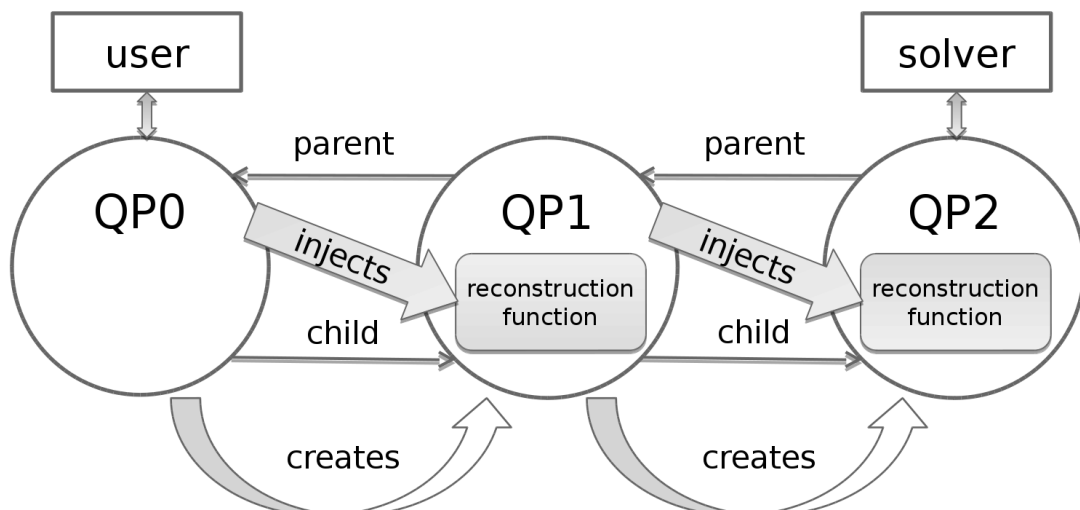 user
solver
parent
parent
QP0
QP1
QP2
injects
injects
reconstruction
function
reconstruction
function
child
child
creates
creates